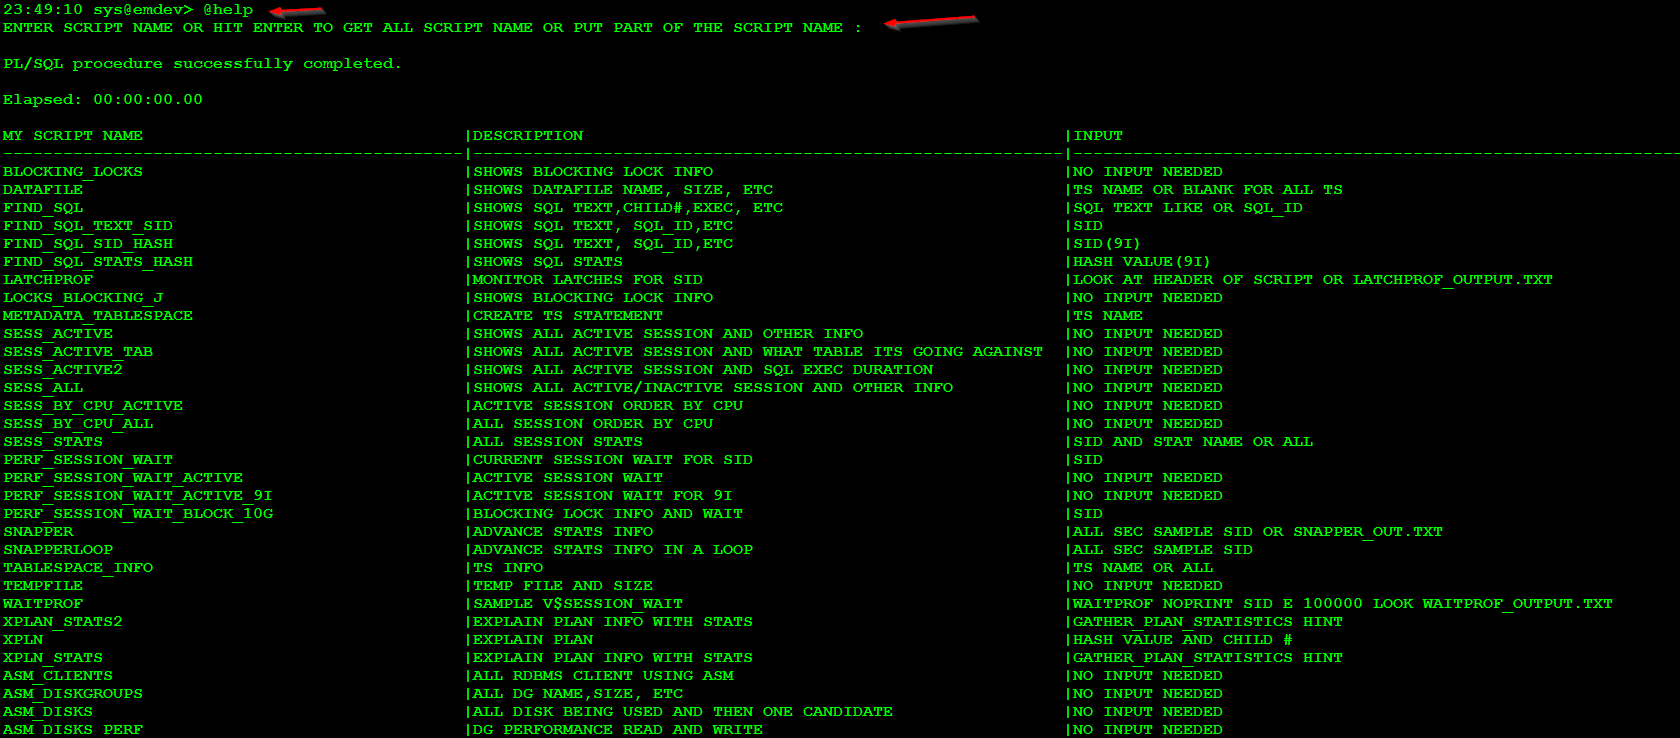 23:49:10 sys@emdev> @help
ENTER SCRIPT NAME OR HIT ENTER TO GET ALL SCRIPT NAME OR PUT PART OF THE SCRIPT NAME :
PL/SQL procedure successfully completed.
Elapsed: 00:00:00.00
MY SCRIPT NAME |DESCRIPTION |INPUT
----------------------------------------------|-----------------------------------------------------------|-------------------------------------------------------------
BLOCKING_LOCKS |SHOWS BLOCKING LOCK INFO |NO INPUT NEEDED
DATAFILE |SHOWS DATAFILE NAME, SIZE, ETC |TS NAME OR BLANK FOR ALL TS
FIND_SQL |SHOWS SQL TEXT,CHILD#,EXEC, ETC |SQL TEXT LIKE OR SQL_ID
FIND_SQL_TEXT_SID |SHOWS SQL TEXT, SQL_ID,ETC |SID
FIND_SQL_SID_HASH |SHOWS SQL TEXT, SQL_ID,ETC |SID(9I)
FIND_SQL_STATS_HASH |SHOWS SQL STATS |HASH VALUE(9I)
LATCHPROF |MONITOR LATCHES FOR SID |LOOK AT HEADER OF SCRIPT OR LATCHPROF_OUTPUT.TXT
LOCKS_BLOCKING_J |SHOWS BLOCKING LOCK INFO |NO INPUT NEEDED
METADATA_TABLESPACE |CREATE TS STATEMENT |TS NAME
SESS_ACTIVE |SHOWS ALL ACTIVE SESSION AND OTHER INFO |NO INPUT NEEDED
SESS_ACTIVE_TAB |SHOWS ALL ACTIVE SESSION AND WHAT TABLE ITS GOING AGAINST |NO INPUT NEEDED
SESS_ACTIVE2 |SHOWS ALL ACTIVE SESSION AND SQL EXEC DURATION |NO INPUT NEEDED
SESS_ALL |SHOWS ALL ACTIVE/INACTIVE SESSION AND OTHER INFO |NO INPUT NEEDED
SESS_BY_CPU_ACTIVE |ACTIVE SESSION ORDER BY CPU |NO INPUT NEEDED
SESS_BY_CPU_ALL |ALL SESSION ORDER BY CPU |NO INPUT NEEDED
SESS_STATS |ALL SESSION STATS |SID AND STAT NAME OR ALL
PERF_SESSION_WAIT |CURRENT SESSION WAIT FOR SID |SID
PERF_SESSION_WAIT_ACTIVE |ACTIVE SESSION WAIT |NO INPUT NEEDED
PERF_SESSION_WAIT_ACTIVE_9I |ACTIVE SESSION WAIT FOR 9I |NO INPUT NEEDED
PERF_SESSION_WAIT_BLOCK_10G |BLOCKING LOCK INFO AND WAIT |SID
SNAPPER |ADVANCE STATS INFO |ALL SEC SAMPLE SID OR SNAPPER_OUT.TXT
SNAPPERLOOP |ADVANCE STATS INFO IN A LOOP |ALL SEC SAMPLE SID
TABLESPACE_INFO |TS INFO |TS NAME OR ALL
TEMPFILE |TEMP FILE AND SIZE |NO INPUT NEEDED
WAITPROF |SAMPLE V$SESSION_WAIT |WAITPROF NOPRINT SID E 100000 LOOK WAITPROF_OUTPUT.TXT
XPLAN_STATS2 |EXPLAIN PLAN INFO WITH STATS |GATHER_PLAN_STATISTICS HINT
XPLN |EXPLAIN PLAN |HASH VALUE AND CHILD #
XPLN_STATS |EXPLAIN PLAN INFO WITH STATS |GATHER_PLAN_STATISTICS HINT
ASM_CLIENTS |ALL RDBMS CLIENT USING ASM |NO INPUT NEEDED
ASM_DISKGROUPS |ALL DG NAME,SIZE, ETC |NO INPUT NEEDED
ASM_DISKS |ALL DISK BEING USED AND THEN ONE CANDIDATE |NO INPUT NEEDED
ASM_DISKS_PERF |DG PERFORMANCE READ AND WRITE |NO INPUT NEEDED